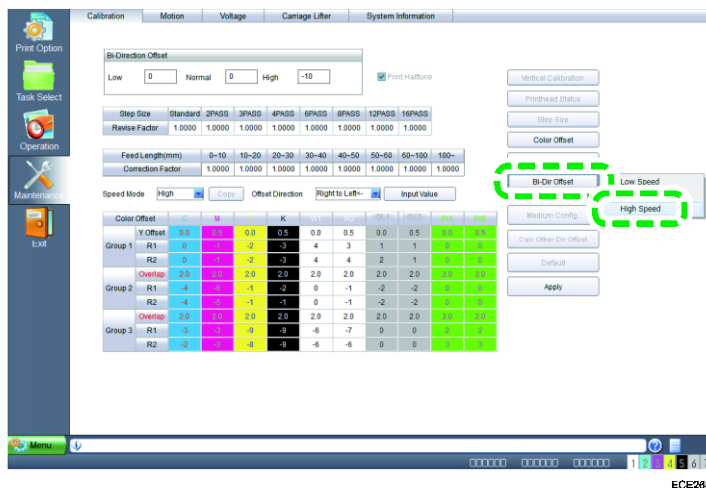 Calibration Motion Voltage Carriage Lifter System Information
Print Option
Task Select
Operation
Maintenance
Exit
Bi-Direction Offset
Low 0 Normal 0 High -10 Print Halftone
Step Size Standard 2PASS 3PASS 4PASS 6PASS 8PASS 12PASS 16PASS
Revise Factor 1.0000 1.0000 1.0000 1.0000 1.0000 1.0000 1.0000 1.0000
Feed Length(mm) 0~10 10~20 20~30 30~40 40~50 50~60 60~100 100~
Correction Factor 1.0000 1.0000 1.0000 1.0000 1.0000 1.0000 1.0000 1.0000
Speed Mode High Copy Offset Direction Right to Left<- Input Value
Color Offset C M K
Y Offset 0.0 0.5 0.0 0.5 0.0 0.5 0.0 0.5 0.0 0.5
Group 1 R1 0 -1 -2 -3 4 3 1 1 0 0
R2 0 -1 -2 -3 4 4 2 1 0 0
Overlap 2.0 2.0 2.0 2.0 2.0 2.0 2.0 2.0 2.0 2.0
Group 2 R1 -4 -1 -2 0 -1 -2 -2 0 0
R2 -4 -1 -1 0 -1 -2 -2 0 0
Overlap 2.0 2.0 2.0 2.0 2.0 2.0 2.0 2.0 2.0 2.0
Group 3 R1 -3 -3 -9 -9 -6 -7 0 0 2 2
R2 -2 -3 -8 -9 -6 -6 0 0 3 3
Vertical Calibration
Printhead Status
Step Size
Color Offset
Bi-Dir Offset
Low Speed
High Speed
Medium Config
Calc Other Dir Offset
Default
Apply
Menu
1 2 3 4 5 6 7
ECE26